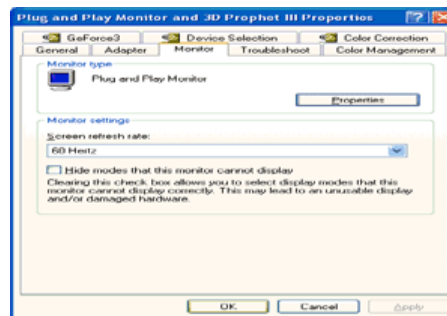 Plug and Play Monitor and 3D Prophet III Properties
GeForce3 Device Selection Color Correction
General Adapter Monitor Troubleshoot Color Management
Monitor type
Plug and Play Monitor
Properties
Monitor settings
Screen refresh rate:
60 Hertz
Hide modes that this monitor cannot display
Clearing this check box allows you to select display modes that this
monitor cannot display correctly. This may lead to an unusable display
and/or damaged hardware.
OK Cancel Apply